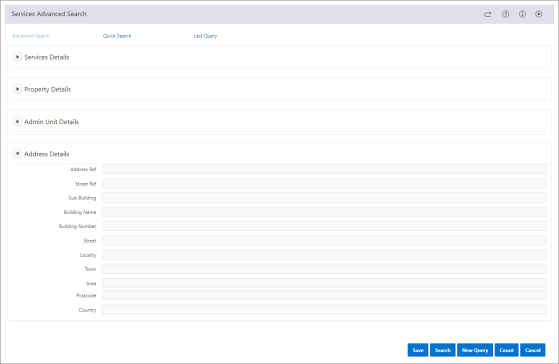 Services Advanced Search
Advanced Search Quick Search Last Query
Services Details
Property Details
Admin Unit Details
Address Details
Address Ref
Street Ref
Sub Building
Building Name
Building Number
Street
Locality
Town
Area
Postcode
Country
Save Search New Query Count Cancel